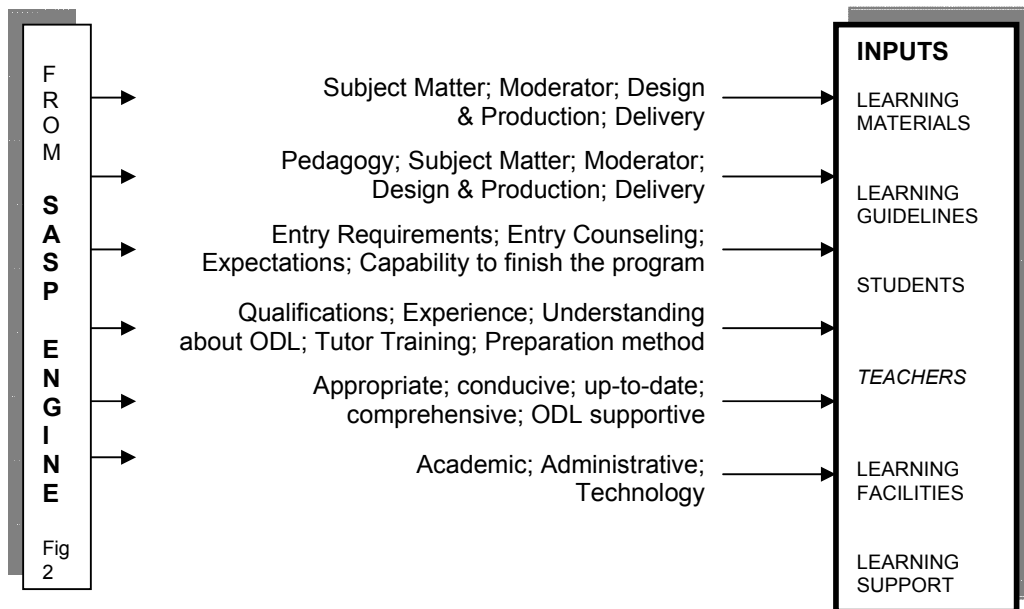 F
R
O
M
S
A
S
P
E
N
G
I
N
E
Fig
2
Subject Matter; Moderator; Design
& Production; Delivery
Pedagogy; Subject Matter; Moderator;
Design & Production; Delivery
Entry Requirements; Entry Counseling;
Expectations; Capability to finish the program
Qualifications; Experience; Understanding
about ODL; Tutor Training; Preparation method
Appropriate; conducive; up-to-date;
comprehensive; ODL supportive
Academic; Administrative;
Technology
INPUTS
LEARNING
MATERIALS
LEARNING
GUIDELINES
STUDENTS
TEACHERS
LEARNING
FACILITIES
LEARNING
SUPPORT